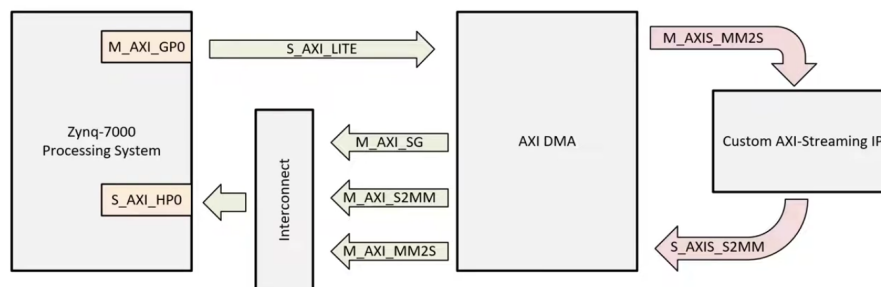 M_AXI_GP0
S_AXI_LITE
M_AXIS_MM2S
Zynq-7000
Processing System
M_AXI_SG
AXI DMA
Custom AXI-Streaming IP
S_AXI_HP0
Interconnect
M_AXI_S2MM
M_AXI_MM2S
S_AXIS_S2MM